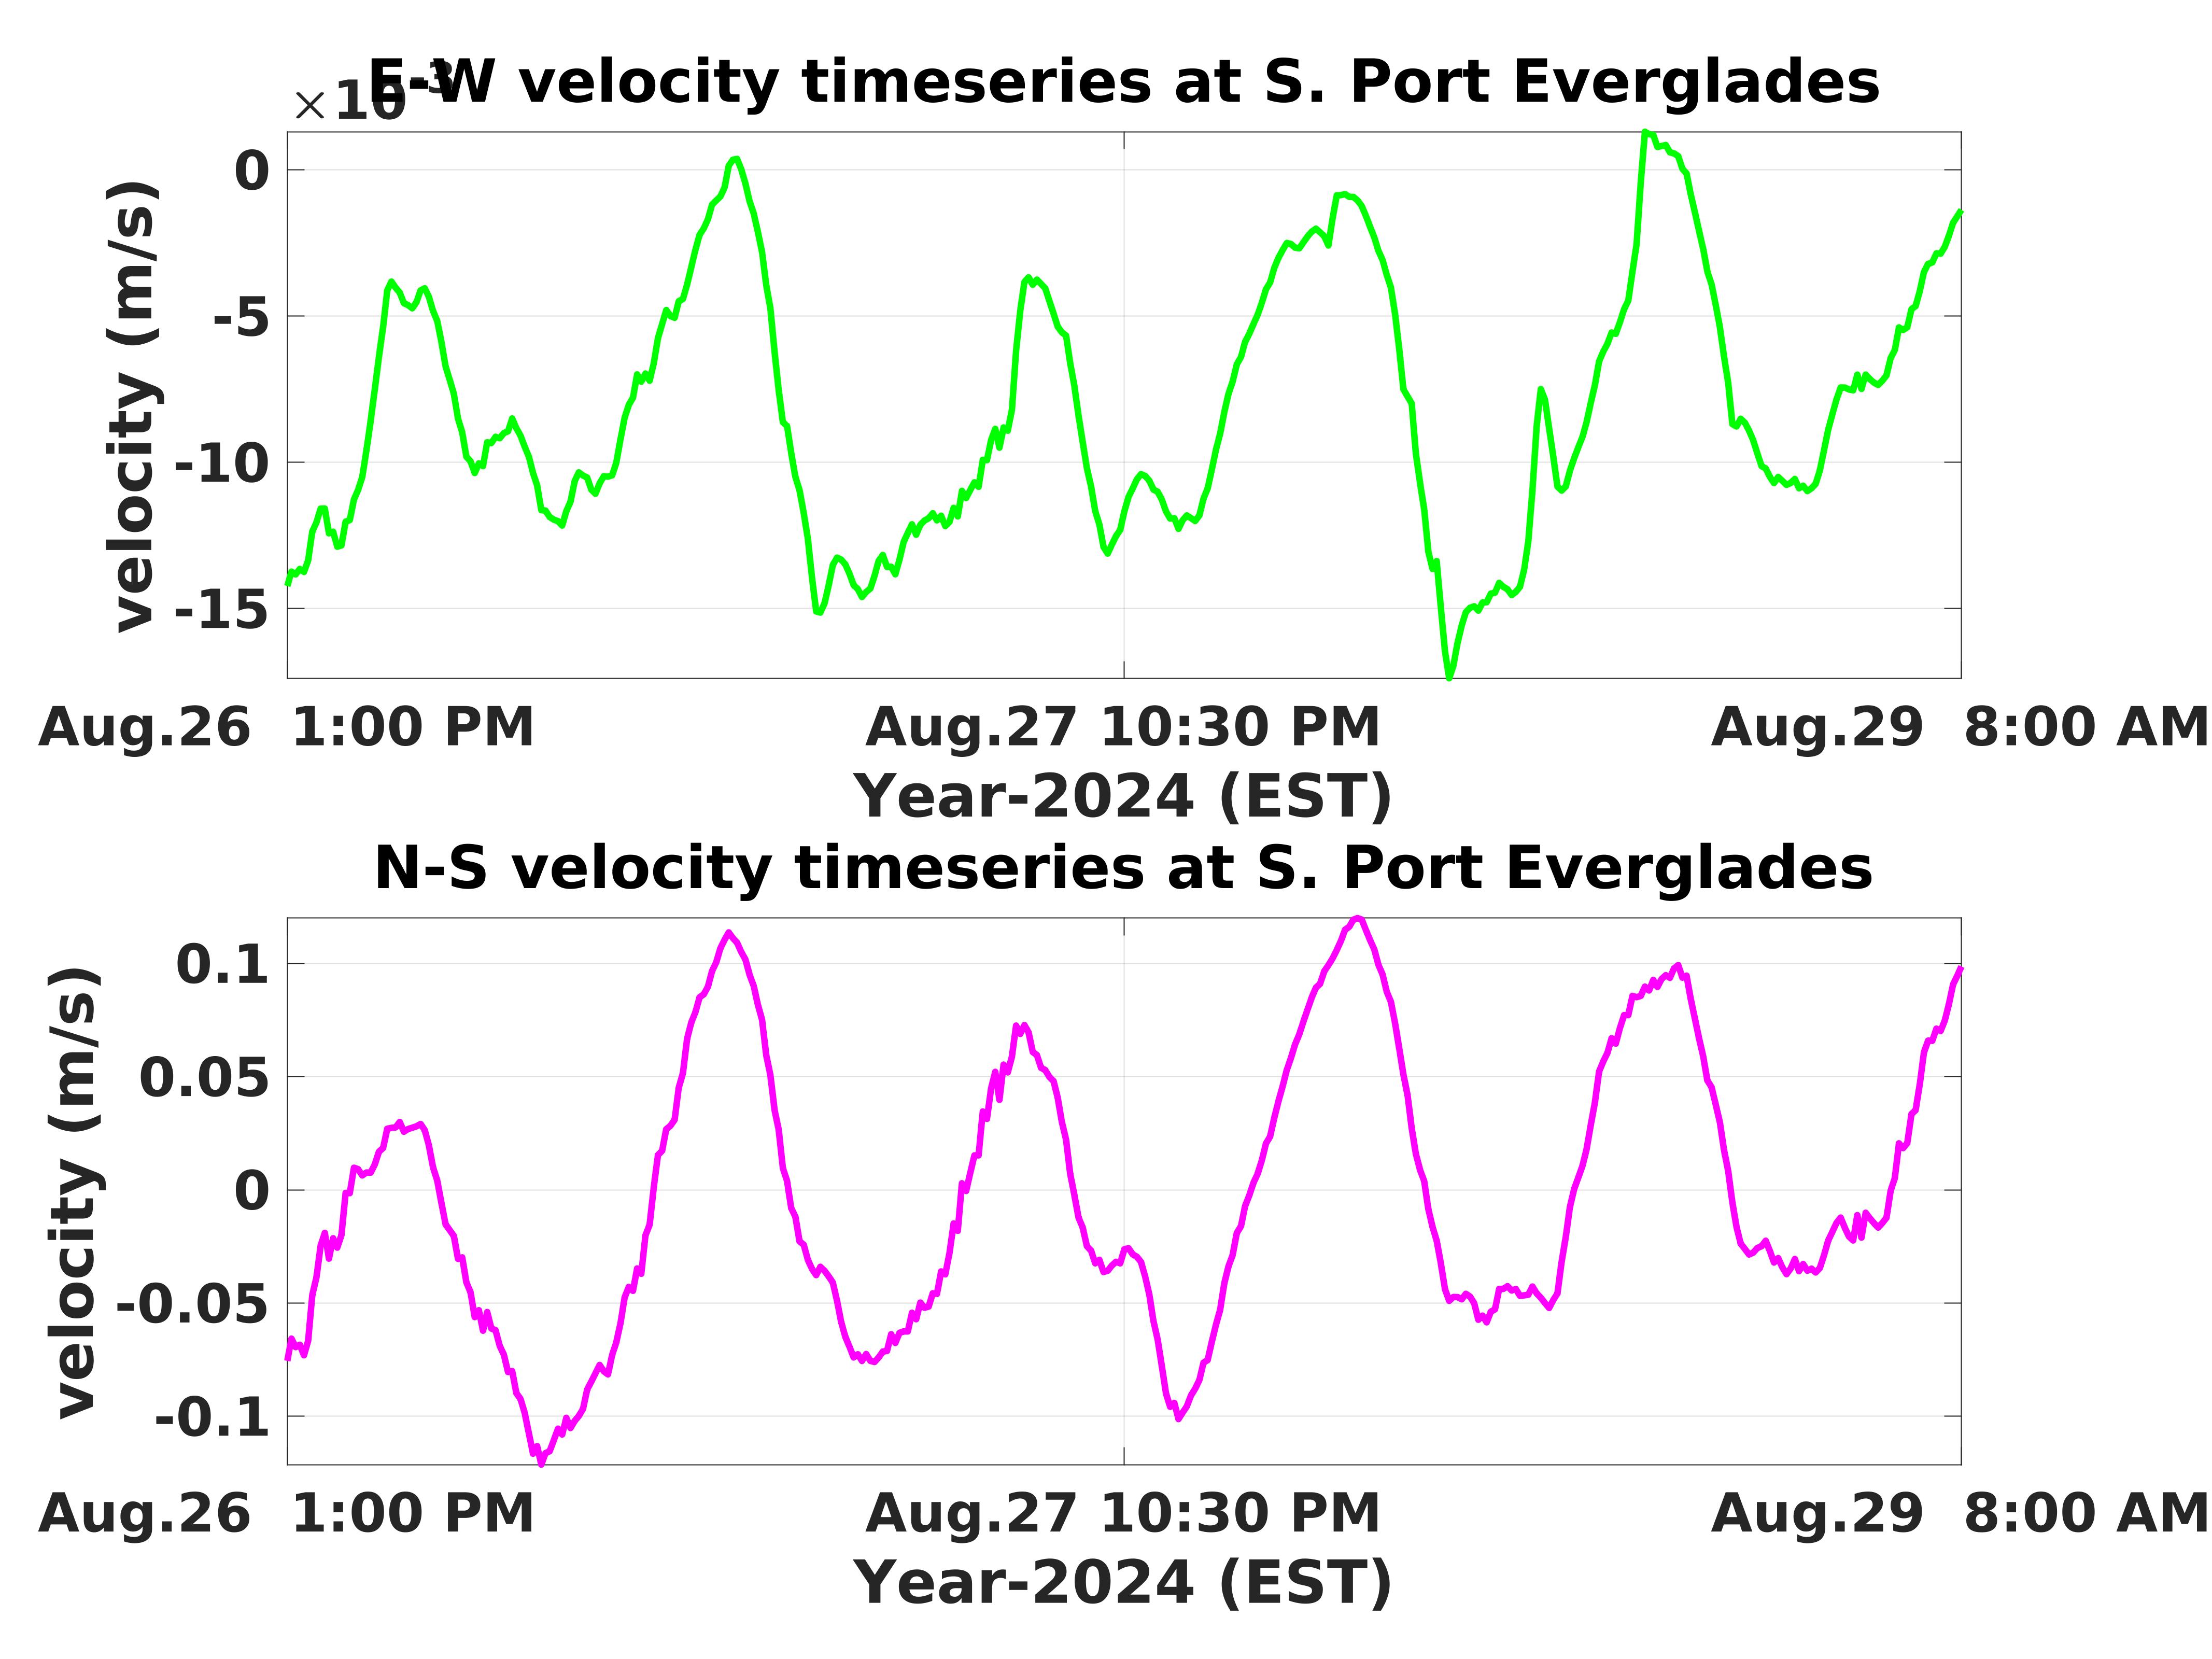 E-W velocity timeseries at S. Port Everglades
×10-3
velocity (m/s)
0
-5
-10
-15
Aug.26 1:00 PM Aug.27 10:30 PM Aug.29 8:00 AM
Year-2024 (EST)
N-S velocity timeseries at S. Port Everglades
velocity (m/s)
0.1
0.05
0
-0.05
-0.1
Aug.26 1:00 PM Aug.27 10:30 PM Aug.29 8:00 AM
Year-2024 (EST)